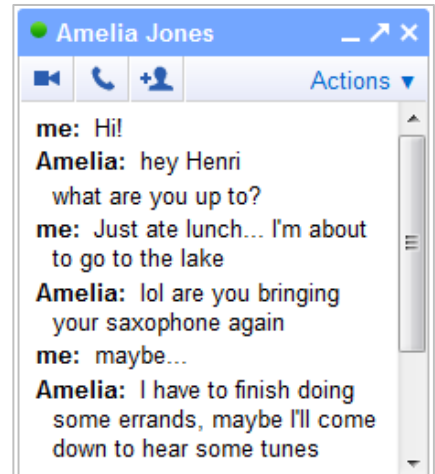 Amelia Jones
Actions
me: Hi!
Amelia: hey Henri
what are you up to?
me: Just ate lunch... I'm about
to go to the lake
Amelia: lol are you bringing
your saxophone again
me: maybe...
Amelia: I have to finish doing
some errands, maybe I'll come
down to hear some tunes